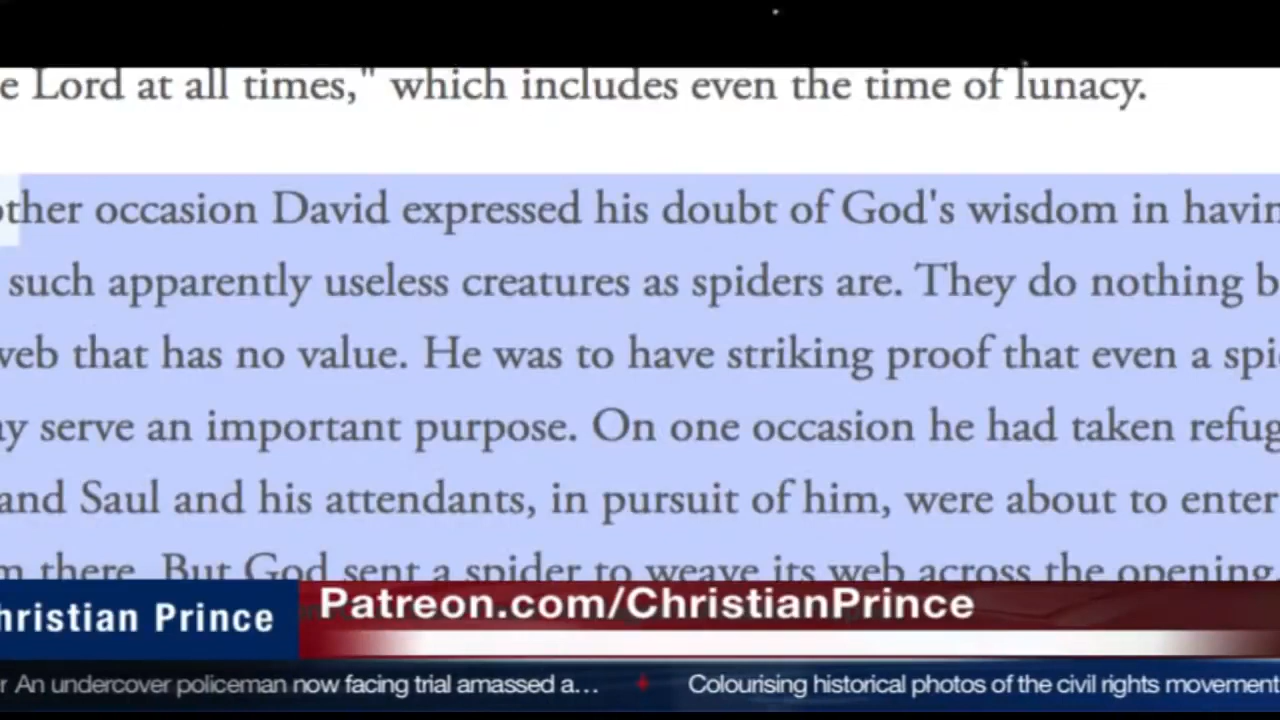 e Lord at all times," which includes even the time of lunacy.
other occasion David expressed his doubt of God's wisdom in havin
such apparently useless creatures as spiders are. They do nothing b
web that has no value. He was to have striking proof that even a spi
ay serve an important purpose. On one occasion he had taken refug
and Saul and his attendants, in pursuit of him, were about to enter
m there. But God sent a spider to weave its web across the opening
hristian Prince
Patreon.com/ChristianPrince
r An undercover policeman now facing trial amassed a... Colourising historical photos of the civil rights movement